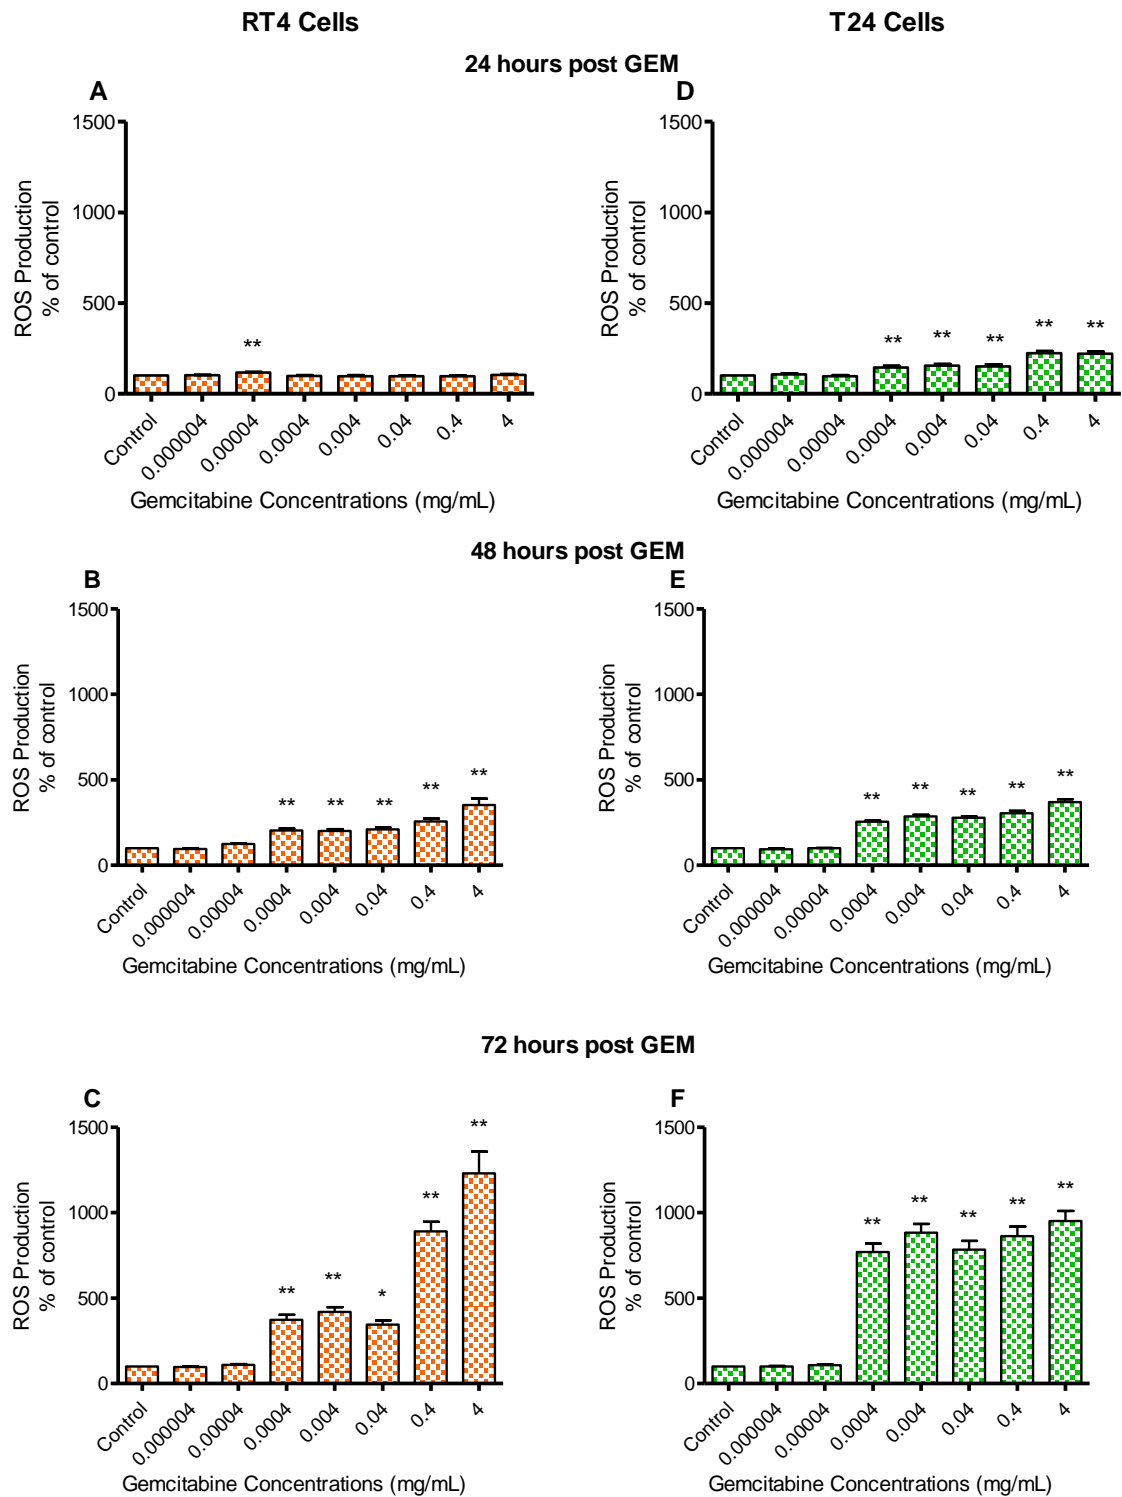 RT4 Cells
T24 Cells
24 hours post GEM
A
1500
1000
500
0
ROS Production
% of control
**
Control
0.000004
0.00004
0.0004
0.004
0.04
0.4
4
Gemcitabine Concentrations (mg/mL)
D
1500
1000
500
0
ROS Production
% of control
** ** ** ** **
Control
0.000004
0.00004
0.0004
0.004
0.04
0.4
4
Gemcitabine Concentrations (mg/mL)
48 hours post GEM
B
1500
1000
500
0
ROS Production
% of control
** ** ** ** **
Control
0.000004
0.00004
0.0004
0.004
0.04
0.4
4
Gemcitabine Concentrations (mg/mL)
E
1500
1000
500
0
ROS Production
% of control
** ** ** ** **
Control
0.000004
0.00004
0.0004
0.004
0.04
0.4
4
Gemcitabine Concentrations (mg/mL)
72 hours post GEM
C
1500
1000
500
0
ROS Production
% of control
** ** * ** **
Control
0.000004
0.00004
0.0004
0.004
0.04
0.4
4
Gemcitabine Concentrations (mg/mL)
F
1500
1000
500
0
ROS Production
% of control
** ** ** ** **
Control
0.000004
0.00004
0.0004
0.004
0.04
0.4
4
Gemcitabine Concentrations (mg/mL)